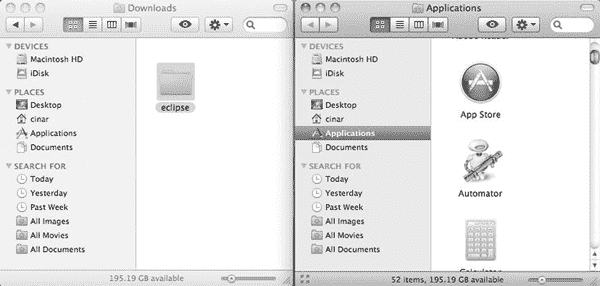 Downloads
DEVICES
Macintosh HD
iDisk
PLACES
Desktop
cinar
Applications
Documents
SEARCH FOR
Today
Yesterday
Past Week
All Images
All Movies
All Documents
eclipse
195.19 GB available
Applications
DEVICES
Macintosh HD
iDisk
PLACES
Desktop
cinar
Applications
Documents
SEARCH FOR
Today
Yesterday
Past Week
All Images
All Movies
All Documents
App Store
Automator
Calculator
52 items, 195.19 GB available